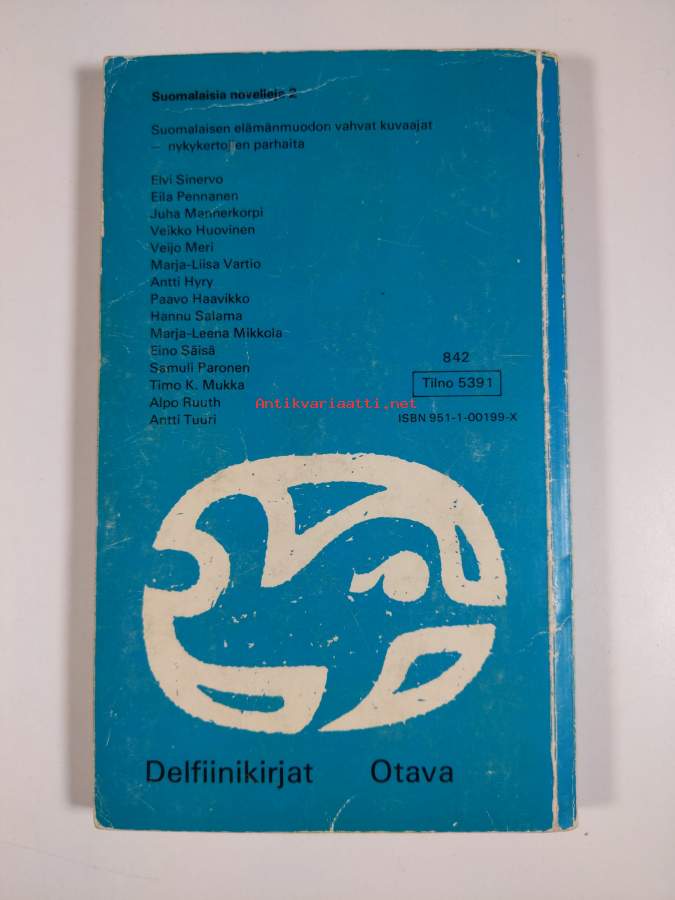 Suomalaisia novelleja 2
Suomalaisen elämänmuodon vahvat kuvaajat
– nykykertojien parhaita
Elvi Sinervo
Eila Pennanen
Juha Mannerkorpi
Veikko Huovinen
Veijo Meri
Marja-Liisa Vartio
Antti Hyry
Paavo Haavikko
Hannu Salama
Marja-Leena Mikkola
Eino Säisä
Samuli Paronen
Timo K. Mukka
Alpo Ruuth
Antti Tuuri
842
Tilno 5391
ISBN 951-1-00199-X
Antikvariaatti.net
Delfiinikirjat Otava